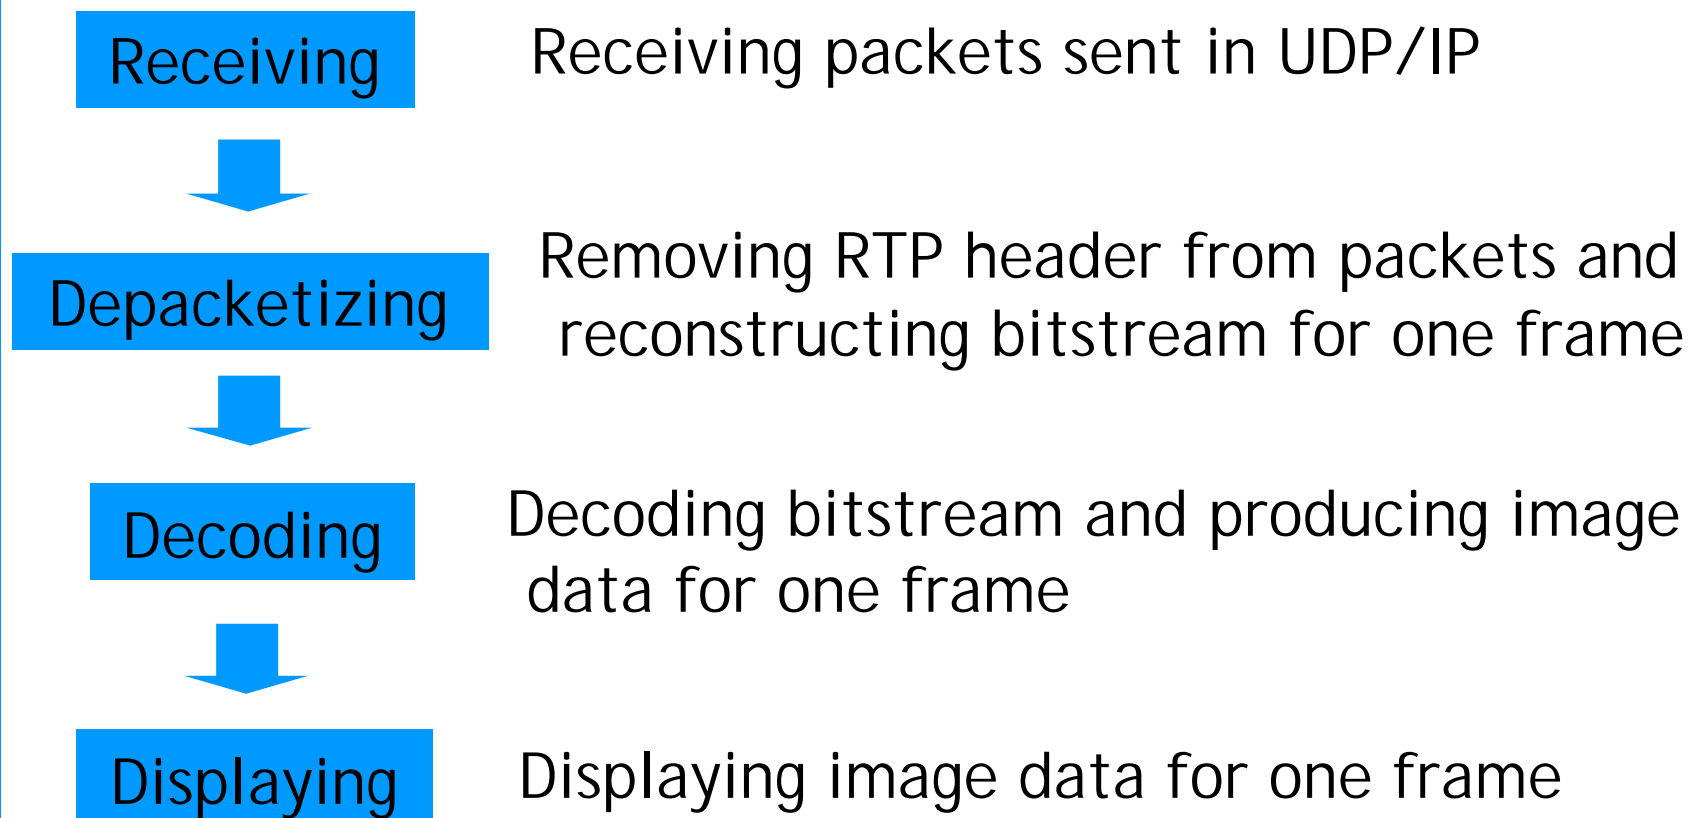 Receiving
Receiving packets sent in UDP/IP
Depacketizing
Removing RTP header from packets and
reconstructing bitstream for one frame
Decoding
Decoding bitstream and producing image
data for one frame
Displaying
Displaying image data for one frame